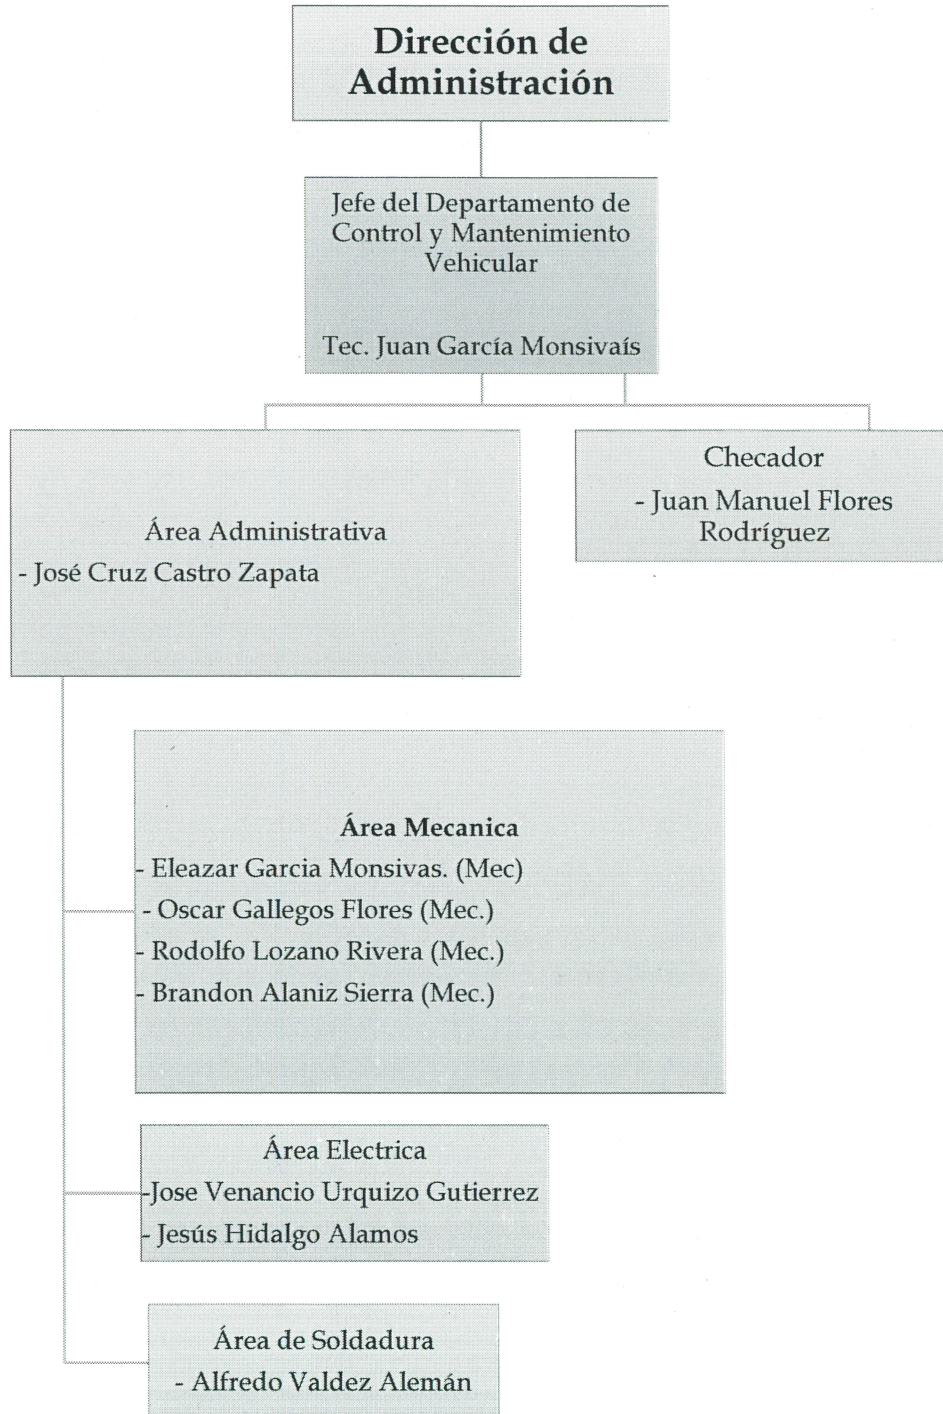 Dirección de
Administración
Jefe del Departamento de
Control y Mantenimiento
Vehicular
Tec. Juan García Monsivaís
Área Administrativa
- José Cruz Castro Zapata
Checador
- Juan Manuel Flores
Rodríguez
Área Mecanica
- Eleazar Garcia Monsivas. (Mec)
- Oscar Gallegos Flores (Mec.)
- Rodolfo Lozano Rivera (Mec.)
- Brandon Alaniz Sierra (Mec.)
Área Electrica
-Jose Venancio Urquizo Gutierrez
- Jesús Hidalgo Alamos
Área de Soldadura
- Alfredo Valdez Alemán